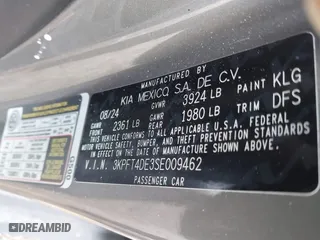 MANUFACTURED BY
KIA MEXICO S.A. DE C.V.
08/24 GVWR 3924 LB PAINT KLG
GAWR FRONT 2361 LB GAWR REAR 1980 LB TRIM DFS
THIS VEHICLE CONFORMS TO ALL APPLICABLE U.S.A. FEDERAL
MOTOR VEHICLE SAFETY, BUMPER, AND THEFT PREVENTION STANDARDS
IN EFFECT ON THE DATE OF MANUFACTURE SHOWN ABOVE.
V.I.N. 3KPFT4DE3SE009462
PASSENGER CAR
DREAMBID